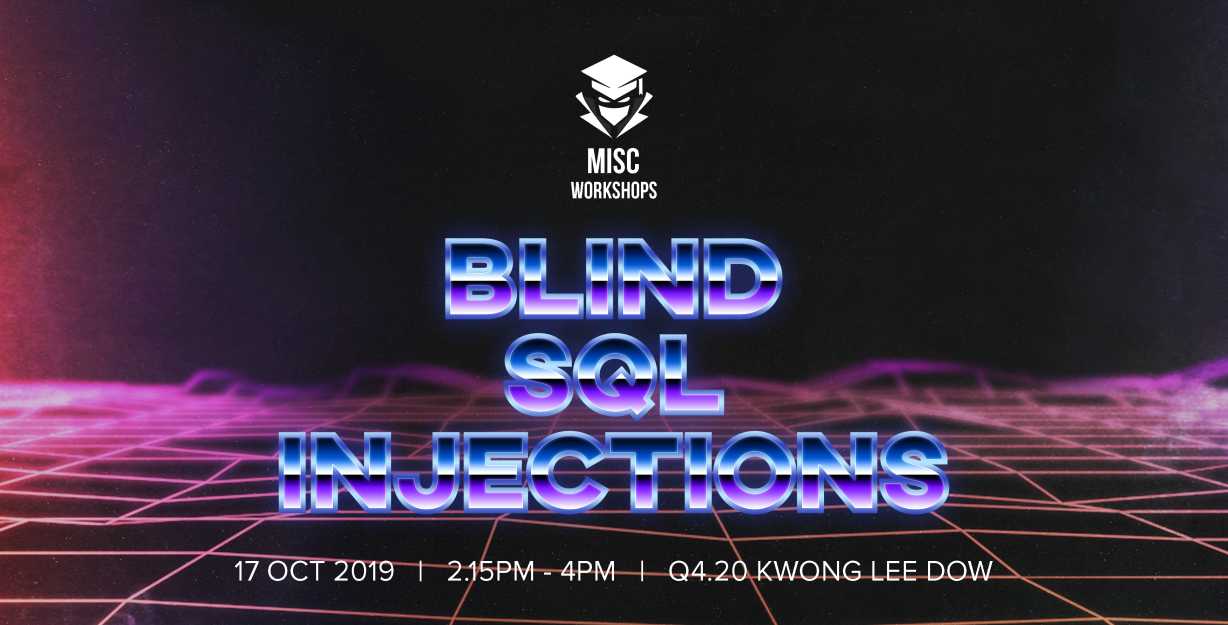 MISC
WORKSHOPS
BLIND
SQL
INJECTIONS
17 OCT 2019 | 2.15PM - 4PM | Q4.20 KWONG LEE DOW